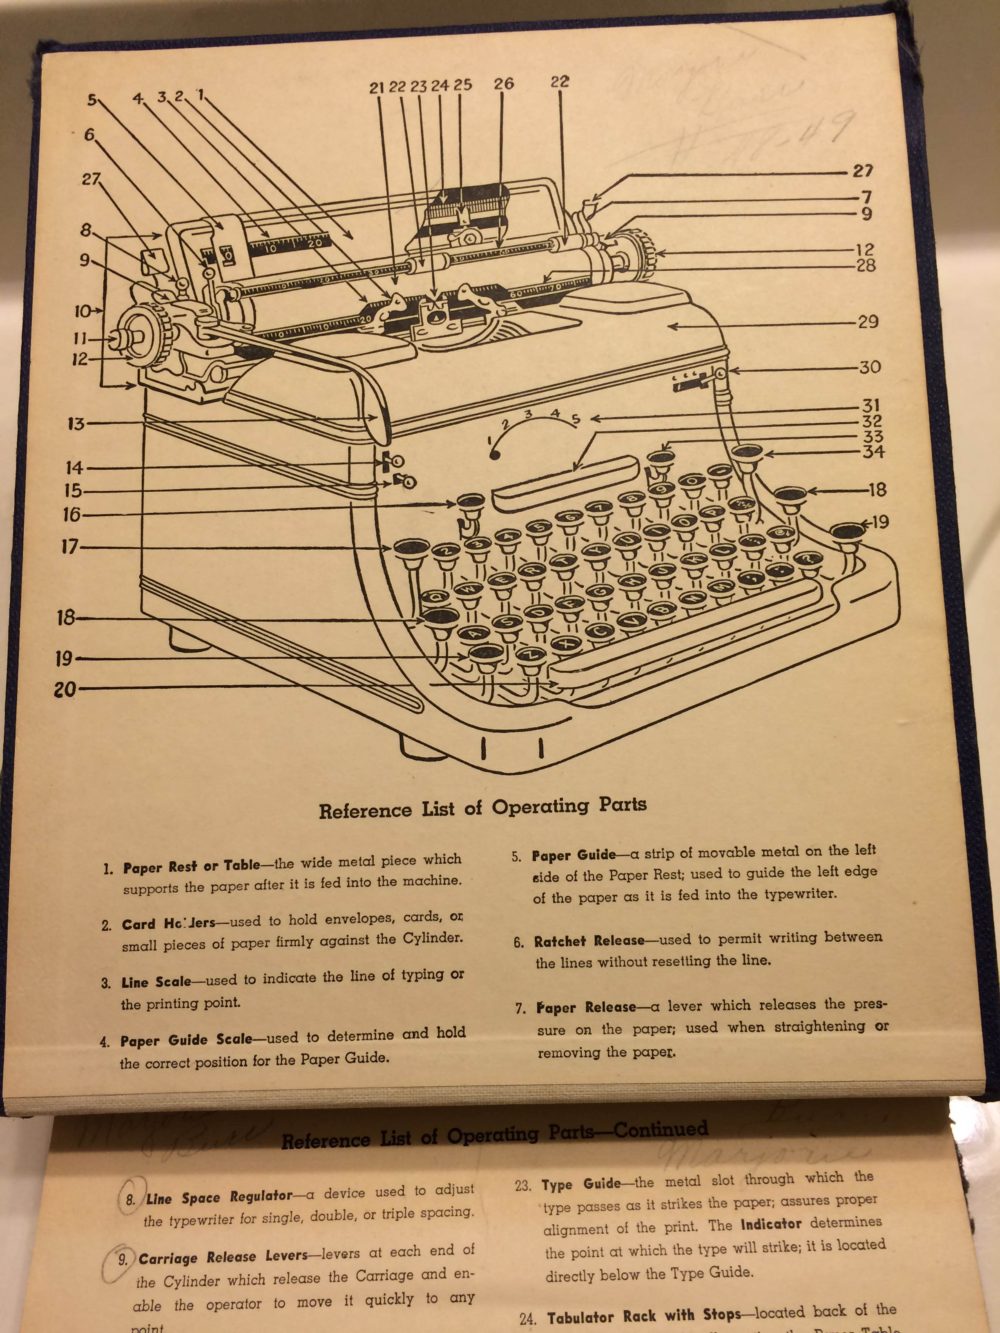 5 4 3 2 1 21 22 23 24 25 26 22
6
27 27
7
8 9
9 12
28
10
11 29
12 30
13 31
1 2 3 4 5
32
14 33
15 34
16 18
17 19
18
19
20
Reference List of Operating Parts
1. Paper Rest or Table—the wide metal piece which
supports the paper after it is fed into the machine.
2. Card Holders—used to hold envelopes, cards, or
small pieces of paper firmly against the Cylinder.
3. Line Scale—used to indicate the line of typing or
the printing point.
4. Paper Guide Scale—used to determine and hold
the correct position for the Paper Guide.
5. Paper Guide—a strip of movable metal on the left
side of the Paper Rest; used to guide the left edge
of the paper as it is fed into the typewriter.
6. Ratchet Release—used to permit writing between
the lines without resetting the line.
7. Paper Release—a lever which releases the pres-
sure on the paper; used when straightening or
removing the paper.
Reference List of Operating Parts—Continued
Marjorie
8. Line Space Regulator—a device used to adjust
the typewriter for single, double, or triple spacing.
9. Carriage Release Levers—levers at each end of
the Cylinder which release the Carriage and en-
able the operator to move it quickly to any
point
23. Type Guide—the metal slot through which the
type passes as it strikes the paper; assures proper
alignment of the print. The Indicator determines
the point at which the type will strike; it is located
directly below the Type Guide.
24. Tabulator Rack with Stops—located back of the